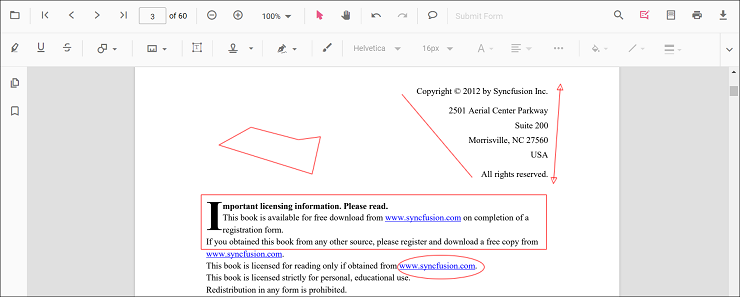 3 of 60 100% Submit Form
Helvetica 16px A
Copyright © 2012 by Syncfusion Inc.
2501 Aerial Center Parkway
Suite 200
Morrisville, NC 27560
USA
All rights reserved.
Important licensing information. Please read.
This book is available for free download from www.syncfusion.com on completion of a
registration form.
If you obtained this book from any other source, please register and download a free copy from
www.syncfusion.com.
This book is licensed for reading only if obtained from www.syncfusion.com.
This book is licensed strictly for personal, educational use.
Redistribution in any form is prohibited.